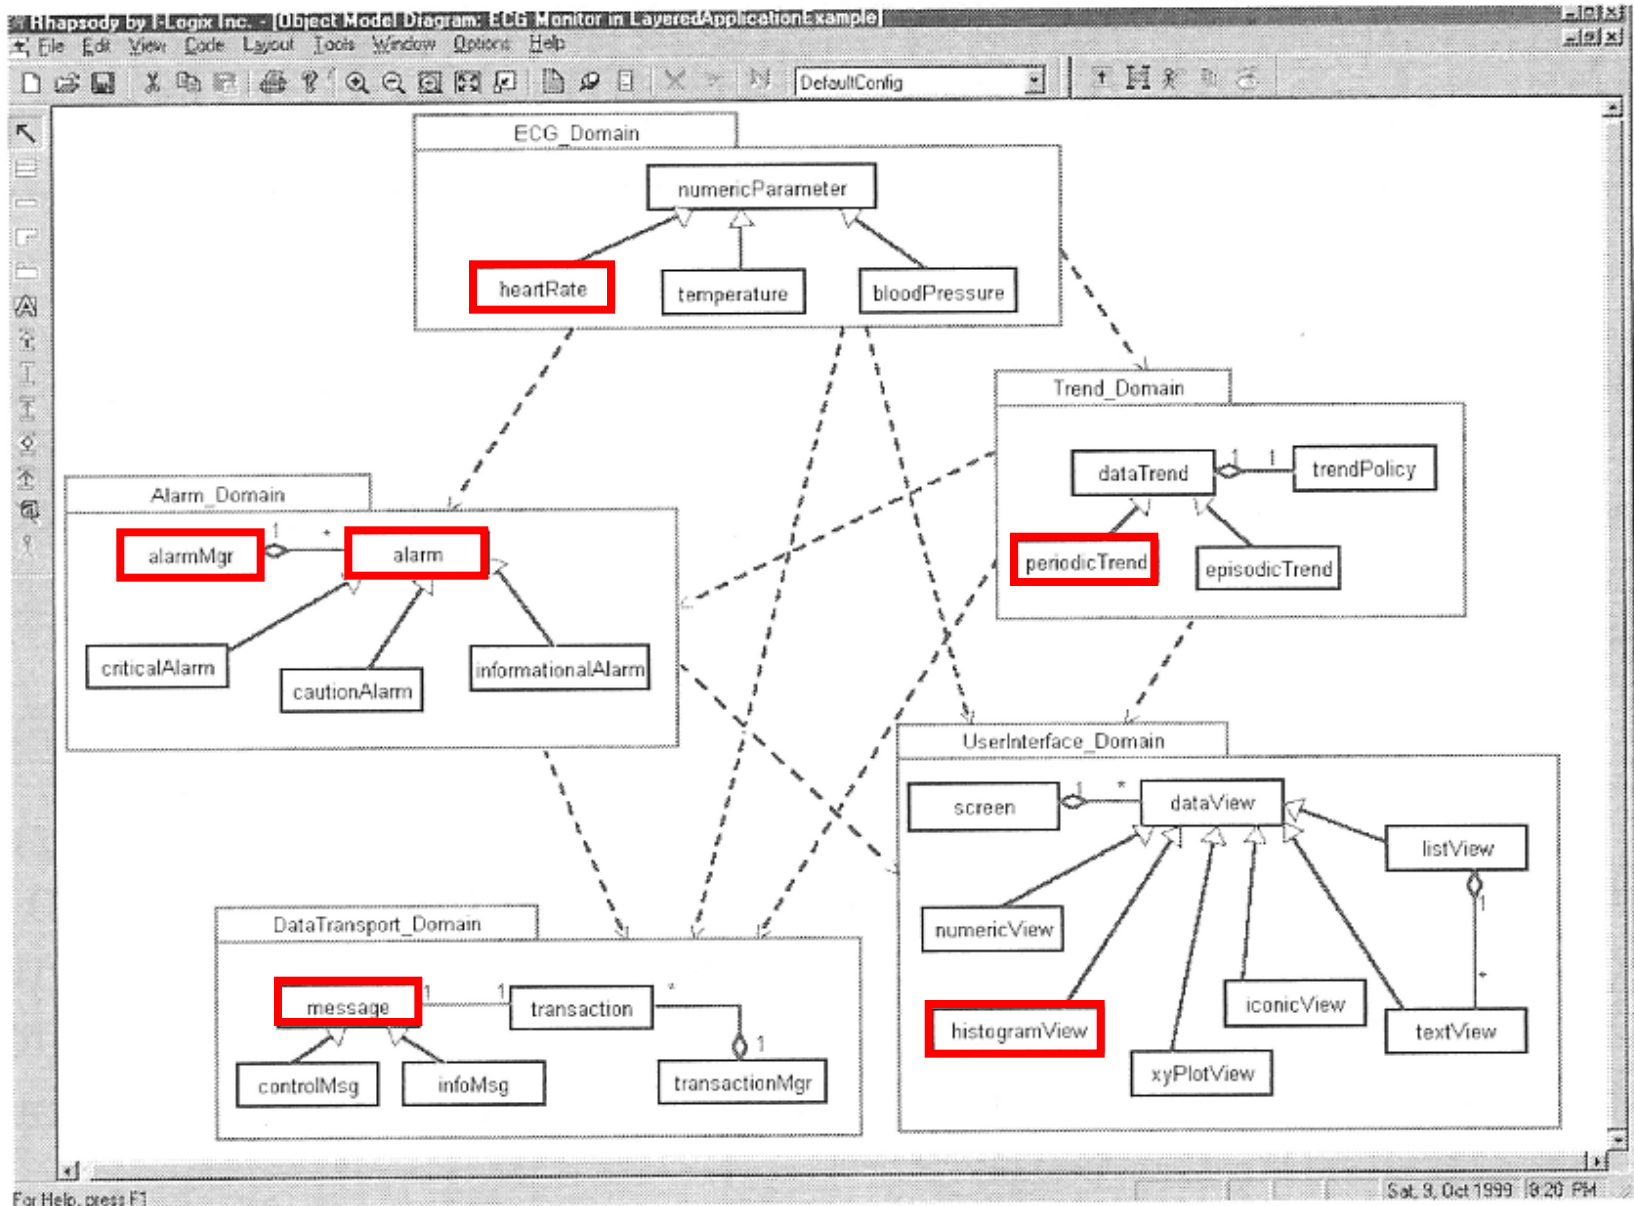 Rhapsody by I-Logix Inc. - [Object Model Diagram: ECG Monitor in LayeredApplicationExample]
File Edit View Code Layout Tools Window Options Help
DefaultConfig
ECG_Domain
numericParameter
heartRate
temperature
bloodPressure
Trend_Domain
dataTrend
1
1
trendPolicy
periodicTrend
episodicTrend
Alarm_Domain
alarmMgr
1
*
alarm
criticalAlarm
cautionAlarm
informationalAlarm
UserInterface_Domain
screen
1
*
dataView
listView
1
*
numericView
histogramView
xyPlotView
iconicView
textView
DataTransport_Domain
message
1
1
transaction
*
1
controlMsg
infoMsg
transactionMgr
For Help, press F1
Sat, 9, Oct 1999
8:20 PM